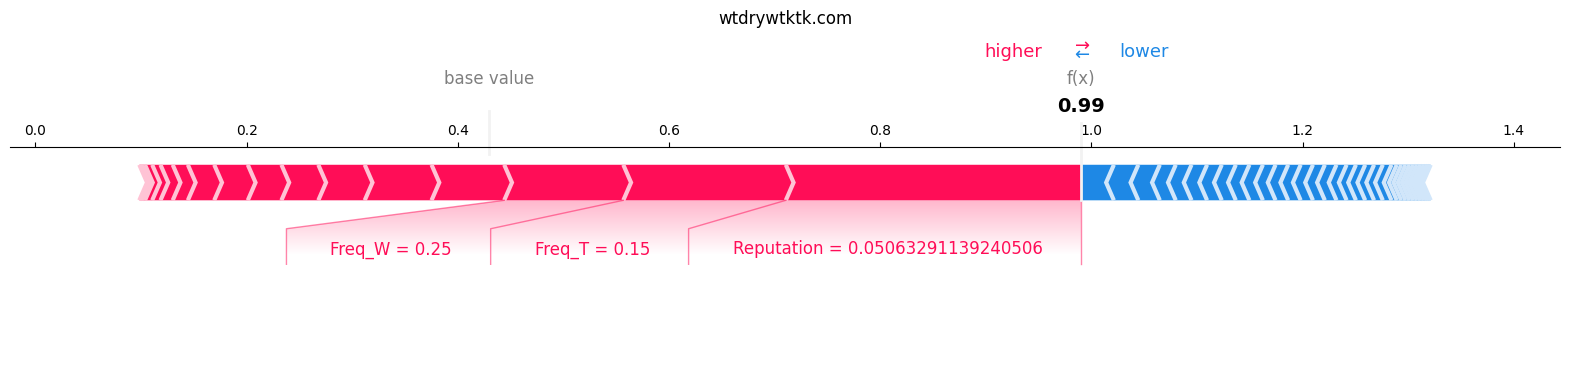 wtdrywtktk.com
higher ⇄ lower
base value f(x)
0.99
0.0 0.2 0.4 0.6 0.8 1.0 1.2 1.4
Freq_W = 0.25 Freq_T = 0.15 Reputation = 0.05063291139240506